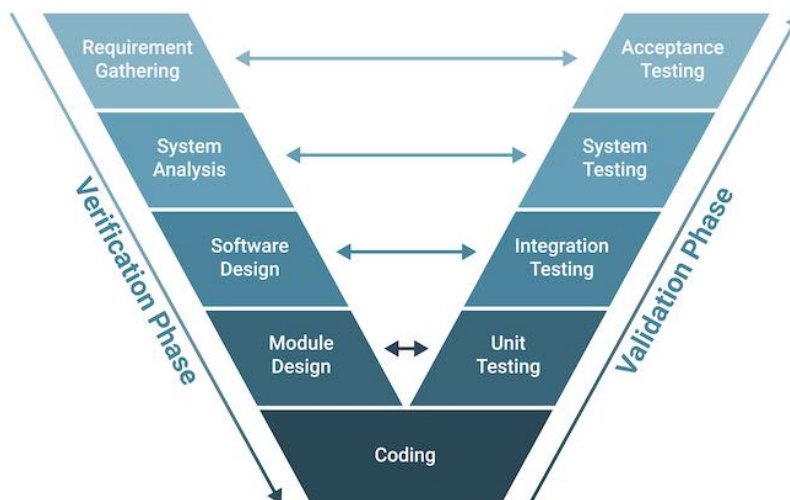 Requirement
Gathering
Acceptance
Testing
System
Analysis
System
Testing
Software
Design
Integration
Testing
Module
Design
Unit
Testing
Coding
Verification Phase
Validation Phase